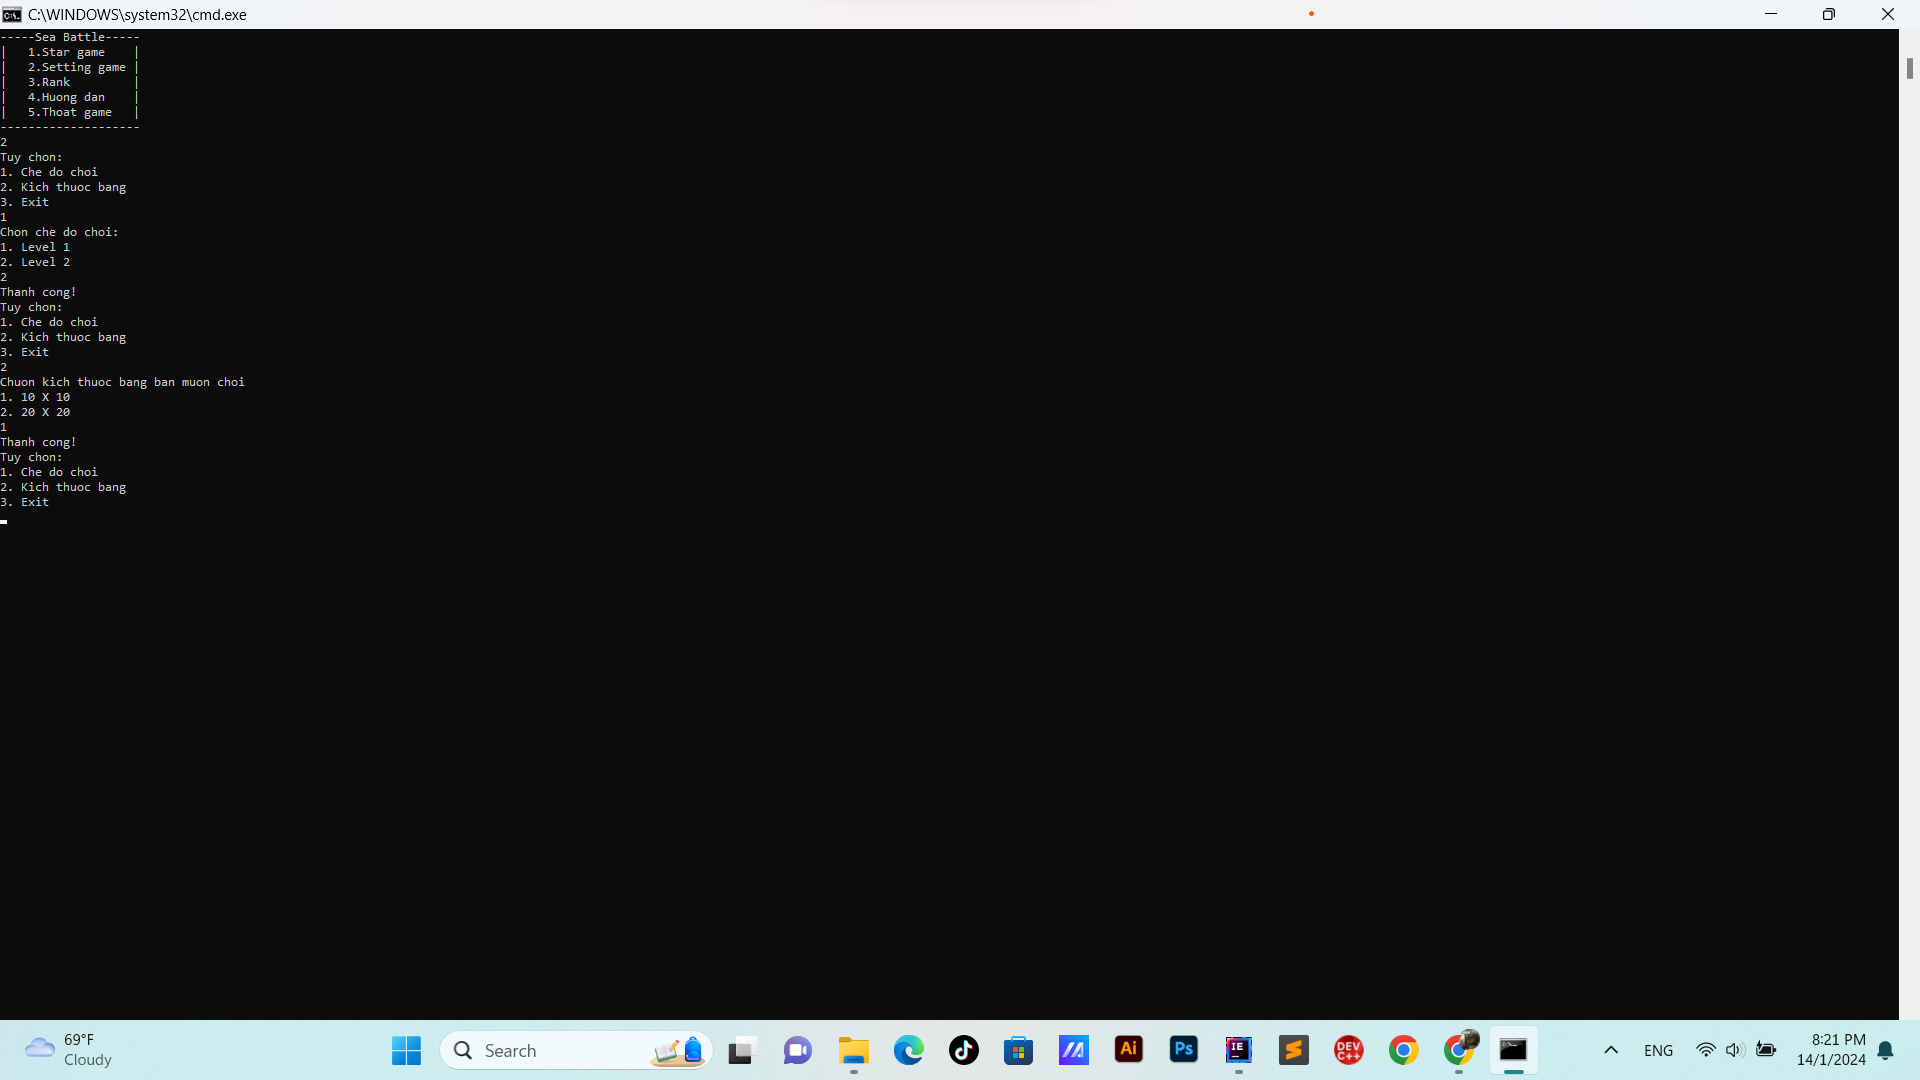 C:\WINDOWS\system32\cmd.exe
-----Sea Battle-----
|   1.Star game    |
|   2.Setting game |
|   3.Rank         |
|   4.Huong dan    |
|   5.Thoat game   |
--------------------
2
Tuy chon:
1. Che do choi
2. Kich thuoc bang
3. Exit
1
Chon che do choi:
1. Level 1
2. Level 2
2
Thanh cong!
Tuy chon:
1. Che do choi
2. Kich thuoc bang
3. Exit
2
Chuon kich thuoc bang ban muon choi
1. 10 X 10
2. 20 X 20
1
Thanh cong!
Tuy chon:
1. Che do choi
2. Kich thuoc bang
3. Exit
69°F
Cloudy
Search
Ai
Ps
IE
DEV
C++
ENG
8:21 PM
14/1/2024